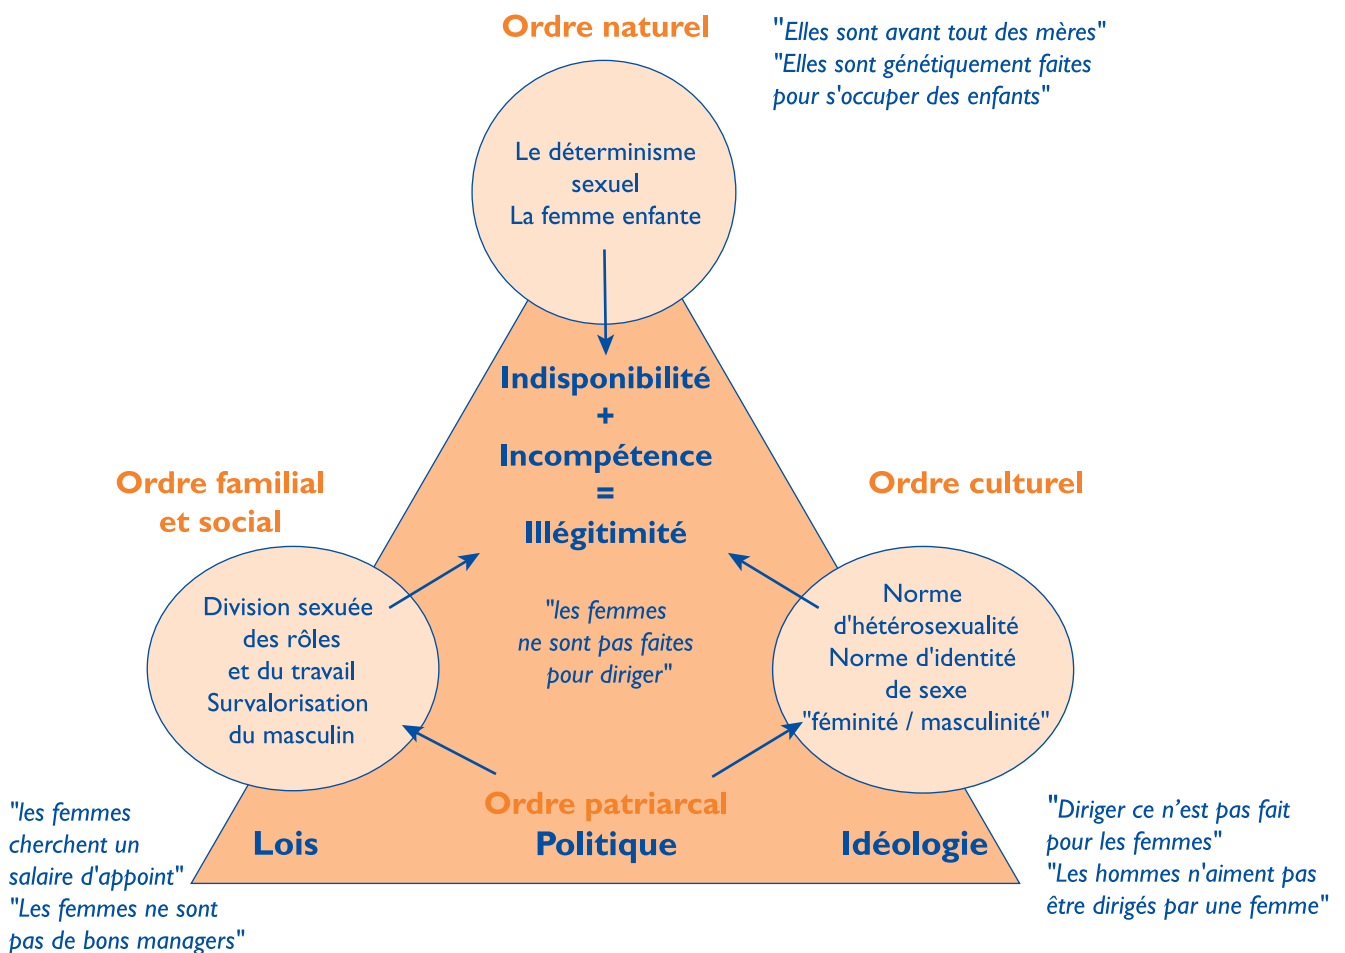 Ordre naturel
"Elles sont avant tout des mères"
"Elles sont génétiquement faites
pour s'occuper des enfants"
Le déterminisme
sexuel
La femme enfante
Indisponibilité
+
Incompétence
=
Illégitimité
"les femmes
ne sont pas faites
pour diriger"
Ordre familial
et social
Division sexuée
des rôles
et du travail
Survalorisation
du masculin
Ordre culturel
Norme
d'hétérosexualité
Norme d'identité
de sexe
"féminité / masculinité"
Ordre patriarcal
Lois
Politique
Idéologie
"les femmes
cherchent un
salaire d'appoint"
"Les femmes ne sont
pas de bons managers"
"Diriger ce n’est pas fait
pour les femmes"
"Les hommes n'aiment pas
être dirigés par une femme"